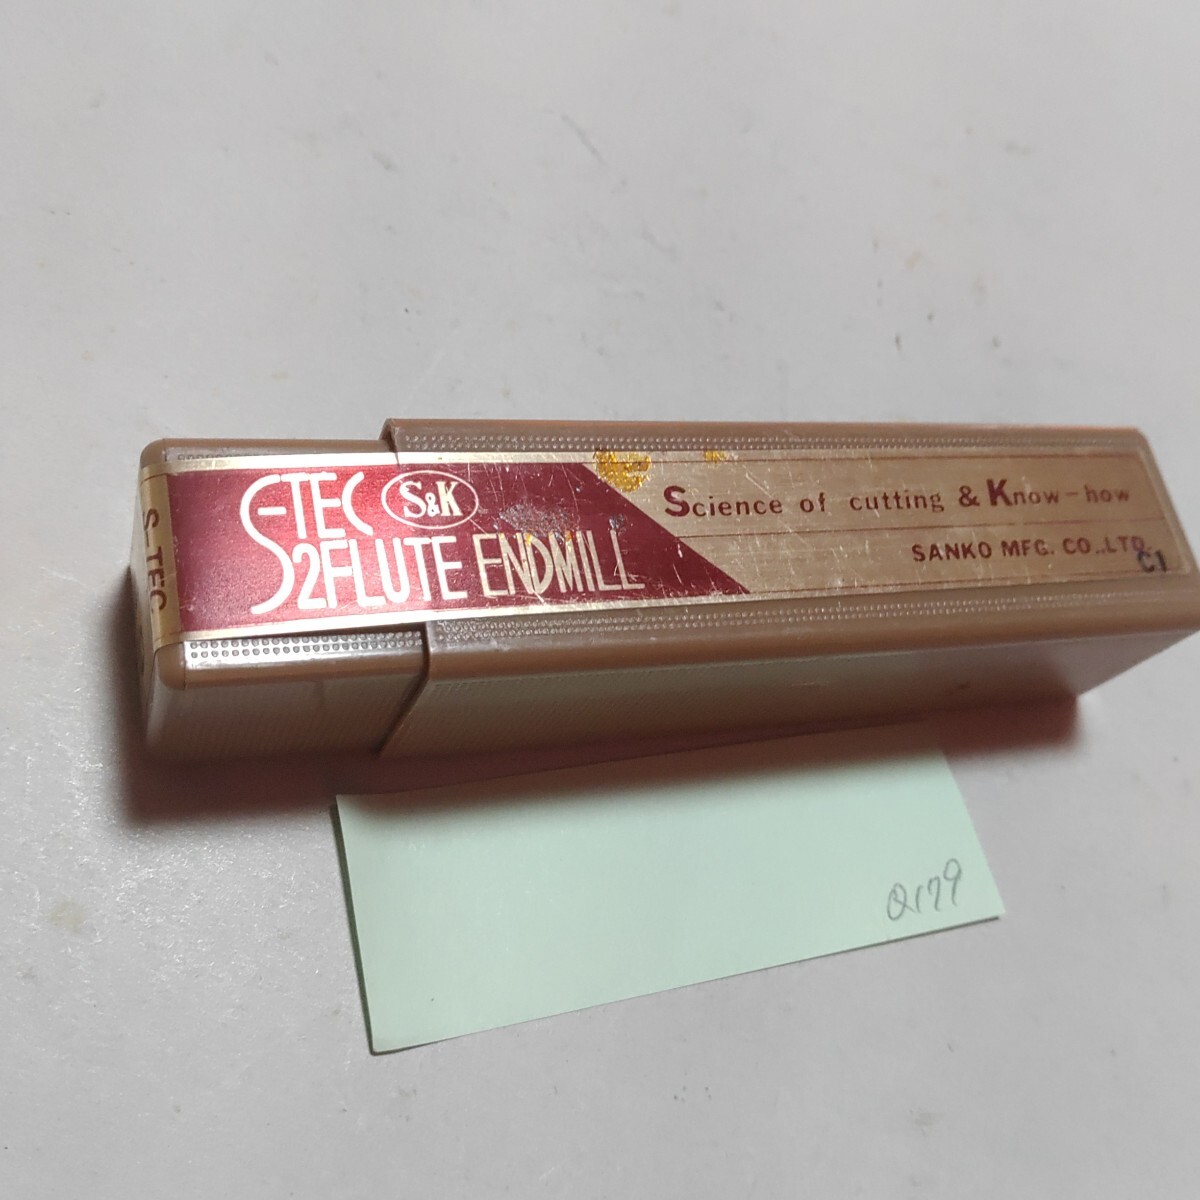 S-TEC S&K
S 2FLUTE ENDMILL
Science of cutting & Know-how
SANKO MFG. CO.,LTD.
C1
S-TEC
Q179